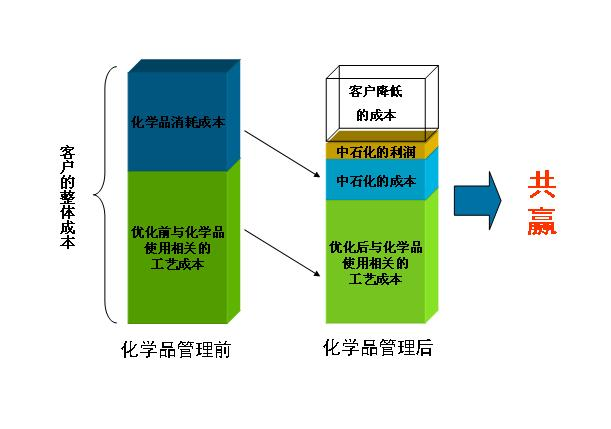 客户的整体成本
化学品消耗成本
优化前与化学品
使用相关的
工艺成本
化学品管理前
客户降低
的成本
中石化的利润
中石化的成本
优化后与化学品
使用相关的
工艺成本
化学品管理后
共
赢